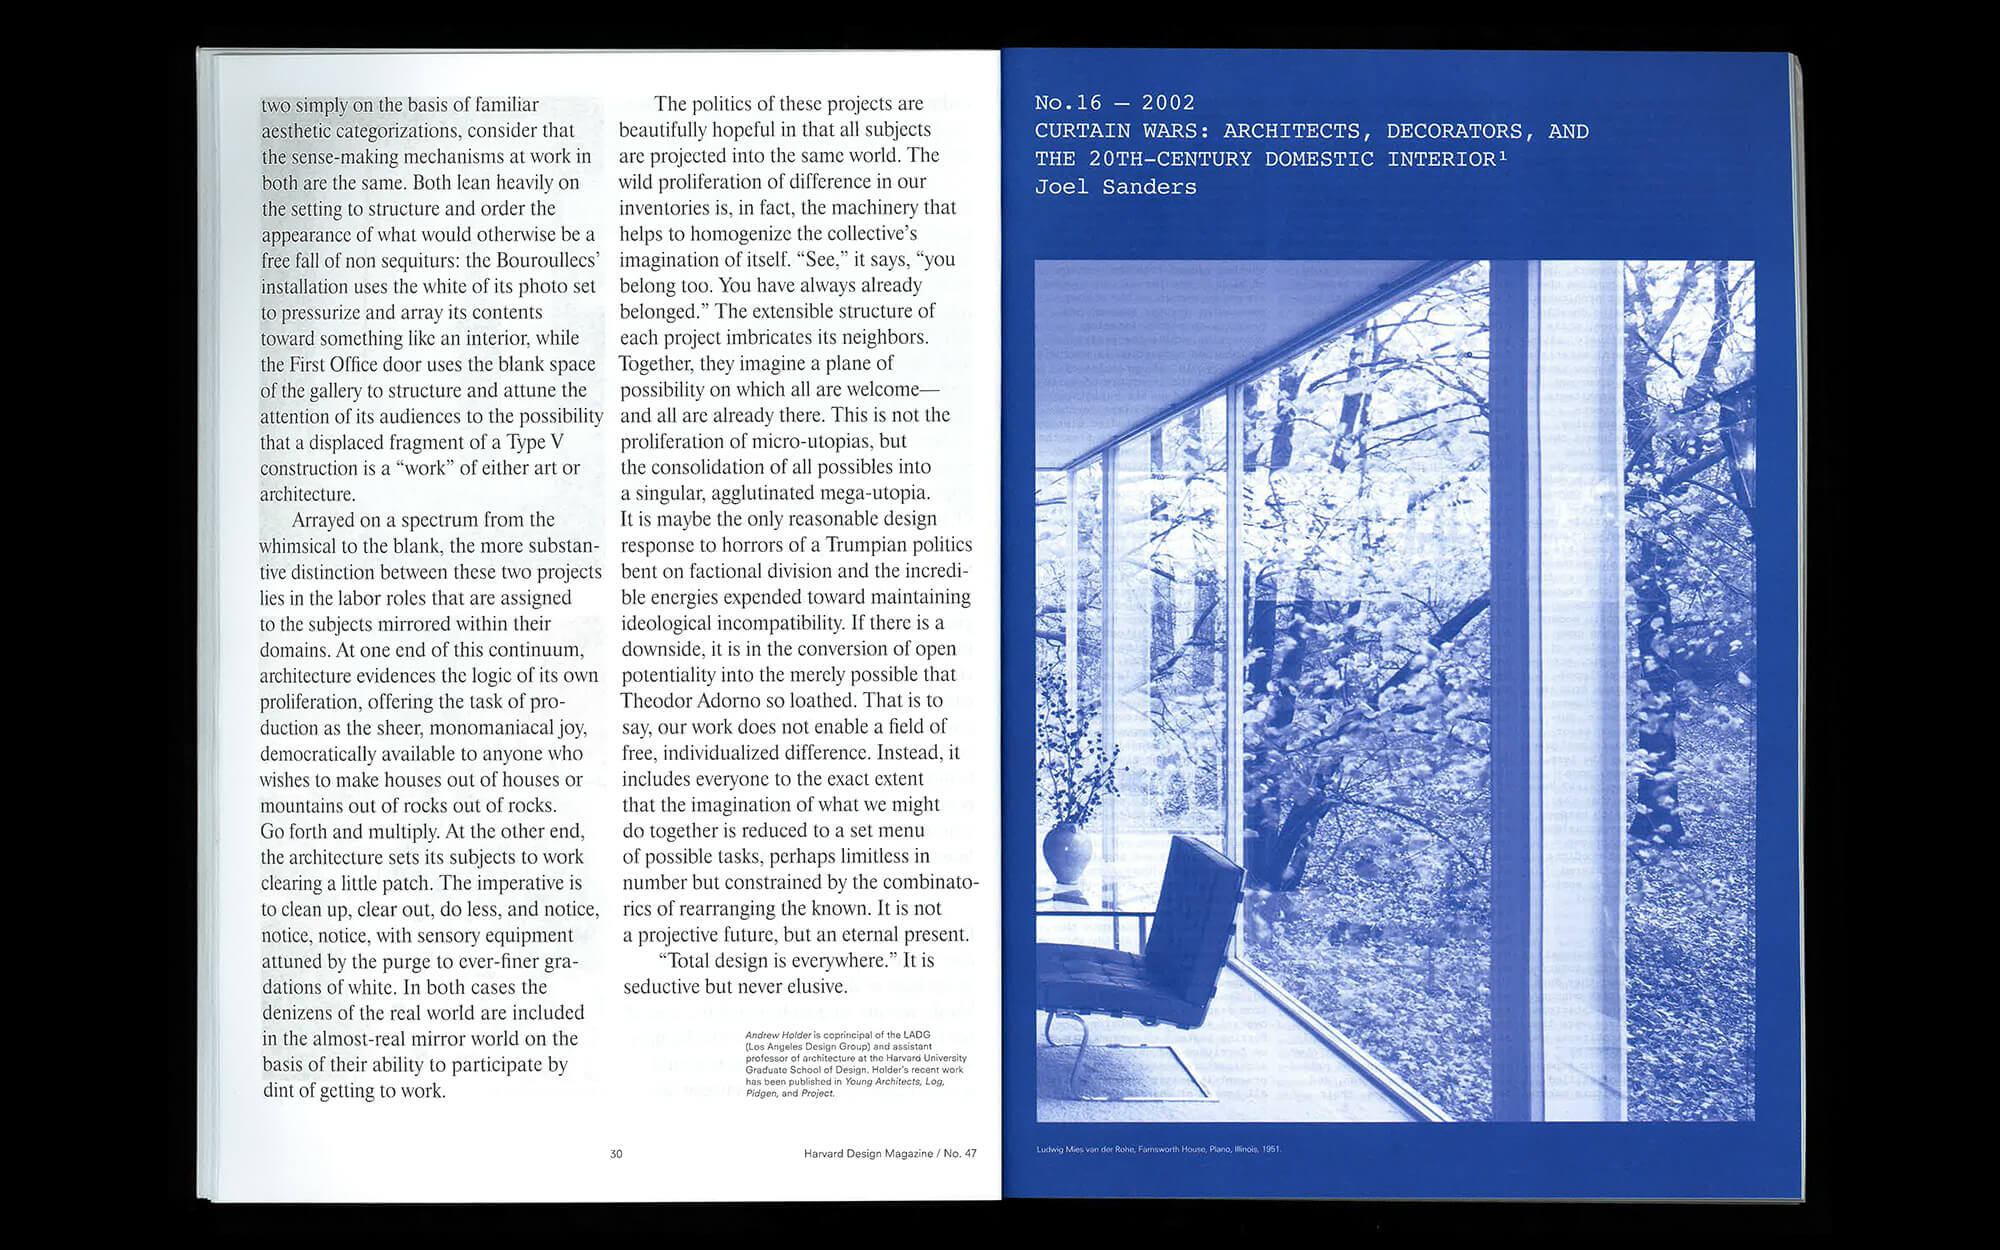 two simply on the basis of familiar
aesthetic categorizations, consider that
the sense-making mechanisms at work in
both are the same. Both lean heavily on
the setting to structure and order the
appearance of what would otherwise be a
free fall of non sequiturs: the Bouroullecs’
installation uses the white of its photo set
to pressurize and array its contents
toward something like an interior, while
the First Office door uses the blank space
of the gallery to structure and attune the
attention of its audiences to the possibility
that a displaced fragment of a Type V
construction is a “work” of either art or
architecture.
Arrayed on a spectrum from the
whimsical to the blank, the more substan-
tive distinction between these two projects
lies in the labor roles that are assigned
to the subjects mirrored within their
domains. At one end of this continuum,
architecture evidences the logic of its own
proliferation, offering the task of pro-
duction as the sheer, monomaniacal joy,
democratically available to anyone who
wishes to make houses out of houses or
mountains out of rocks out of rocks.
Go forth and multiply. At the other end,
the architecture sets its subjects to work
clearing a little patch. The imperative is
to clean up, clear out, do less, and notice,
notice, notice, with sensory equipment
attuned by the purge to ever-finer gra-
dations of white. In both cases the
denizens of the real world are included
in the almost-real mirror world on the
basis of their ability to participate by
dint of getting to work.
The politics of these projects are
beautifully hopeful in that all subjects
are projected into the same world. The
wild proliferation of difference in our
inventories is, in fact, the machinery that
helps to homogenize the collective’s
imagination of itself. “See,” it says, “you
belong too. You have always already
belonged.” The extensible structure of
each project imbricates its neighbors.
Together, they imagine a plane of
possibility on which all are welcome—
and all are already there. This is not the
proliferation of micro-utopias, but
the consolidation of all possibles into
a singular, agglutinated mega-utopia.
It is maybe the only reasonable design
response to horrors of a Trumpian politics
bent on factional division and the incredi-
ble energies expended toward maintaining
ideological incompatibility. If there is a
downside, it is in the conversion of open
potentiality into the merely possible that
Theodor Adorno so loathed. That is to
say, our work does not enable a field of
free, individualized difference. Instead, it
includes everyone to the exact extent
that the imagination of what we might
do together is reduced to a set menu
of possible tasks, perhaps limitless in
number but constrained by the combinato-
rics of rearranging the known. It is not
a projective future, but an eternal present.
“Total design is everywhere.” It is
seductive but never elusive.
Andrew Holder is coprincipal of the LADG
(Los Angeles Design Group) and assistant
professor of architecture at the Harvard University
Graduate School of Design. Holder’s recent work
has been published in Young Architects, Log,
Pidgen, and Project.
30
Harvard Design Magazine / No. 47
No.16 — 2002
CURTAIN WARS: ARCHITECTS, DECORATORS, AND
THE 20TH-CENTURY DOMESTIC INTERIOR¹
Joel Sanders
Ludwig Mies van der Rohe, Farnsworth House, Plano, Illinois, 1951.